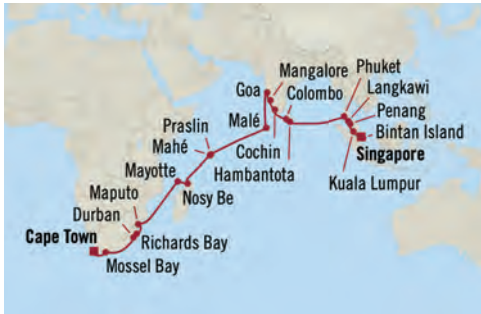 Phuket
Mangalore
Langkawi
Goa
Colombo
Penang
Praslin
Malé
Bintan Island
Mahé
Cochin
Singapore
Mayotte
Hambantota
Kuala Lumpur
Maputo
Nosy Be
Durban
Cape Town
Richards Bay
Mossel Bay